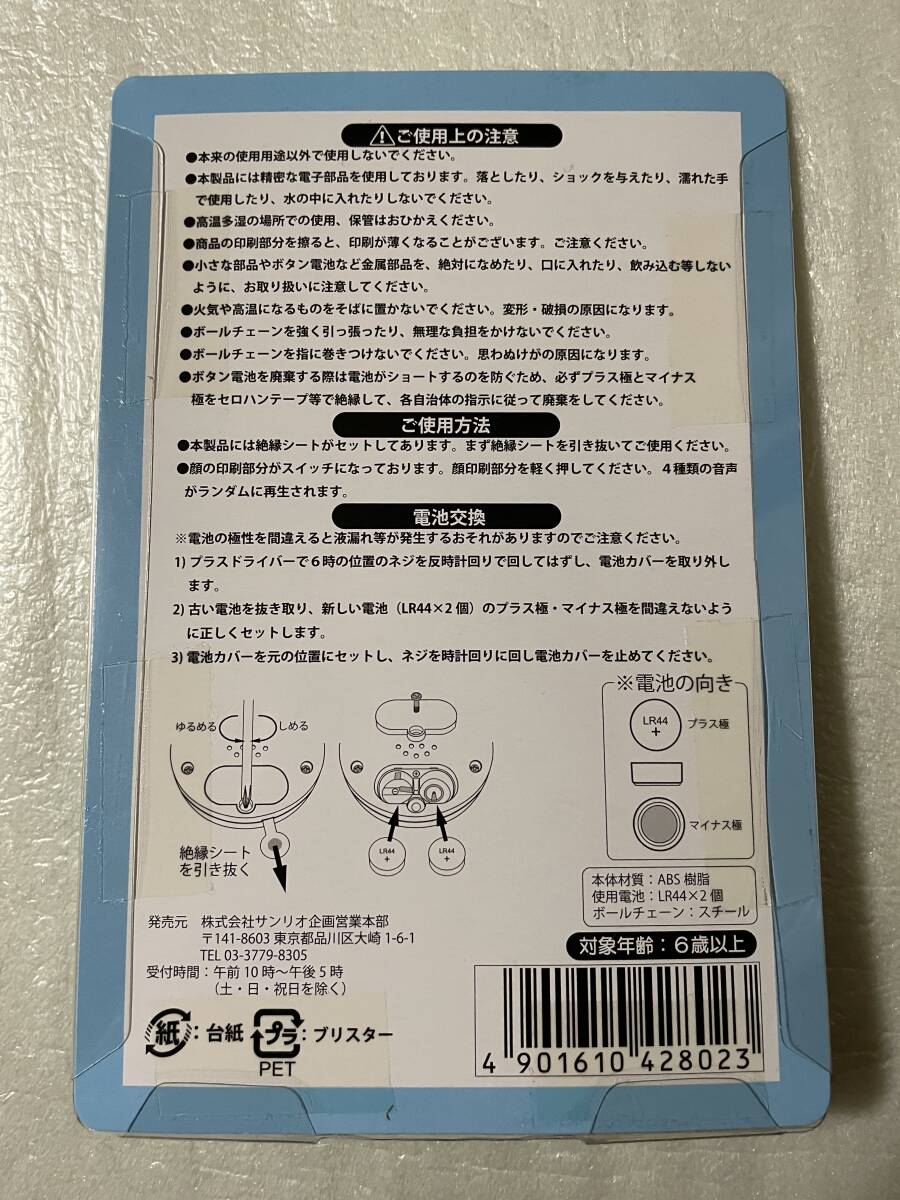 ⚠ご使用上の注意
●本来の使用用途以外で使用しないでください。
●本製品には精密な電子部品を使用しております。落としたり、ショックを与えたり、濡れた手
で使用したり、水の中に入れたりしないでください。
●高温多湿の場所での使用、保管はおひかえください。
●商品の印刷部分を擦ると、印刷が薄くなることがございます。ご注意ください。
●小さな部品やボタン電池など金属部品を、絶対になめたり、口に入れたり、飲み込む等しない
ように、お取り扱いに注意してください。
●火気や高温になるものをそばに置かないでください。変形・破損の原因になります。
●ボールチェーンを強く引っ張ったり、無理な負担をかけないでください。
●ボールチェーンを指に巻きつけないでください。思わぬけがの原因になります。
●ボタン電池を廃棄する際は電池がショートするのを防ぐため、必ずプラス極とマイナス
極をセロハンテープ等で絶縁して、各自治体の指示に従って廃棄をしてください。
ご使用方法
●本製品には絶縁シートがセットしてあります。まず絶縁シートを引き抜いてご使用ください。
●顔の印刷部分がスイッチになっております。顔印刷部分を軽く押してください。４種類の音声
がランダムに再生されます。
電池交換
※電池の極性を間違えると液漏れ等が発生するおそれがありますのでご注意ください。
1) プラスドライバーで６時の位置のネジを反時計回りで回してはずし、電池カバーを取り外し
ます。
2) 古い電池を抜き取り、新しい電池（LR44×２個）のプラス極・マイナス極を間違えないよう
に正しくセットします。
3) 電池カバーを元の位置にセットし、ネジを時計回りに回し電池カバーを止めてください。
ゆるめる しめる
絶縁シート
を引き抜く
LR44
+
LR44
+
※電池の向き
LR44
+
プラス極
マイナス極
本体材質：ABS 樹脂
使用電池：LR44×２個
ボールチェーン：スチール
対象年齢：６歳以上
発売元 株式会社サンリオ企画営業本部
〒141-8603 東京都品川区大崎 1-6-1
TEL 03-3779-8305
受付時間：午前 10 時〜午後５時
（土・日・祝日を除く）
紙：台紙 プラ：ブリスター
PET
4 901610 428023